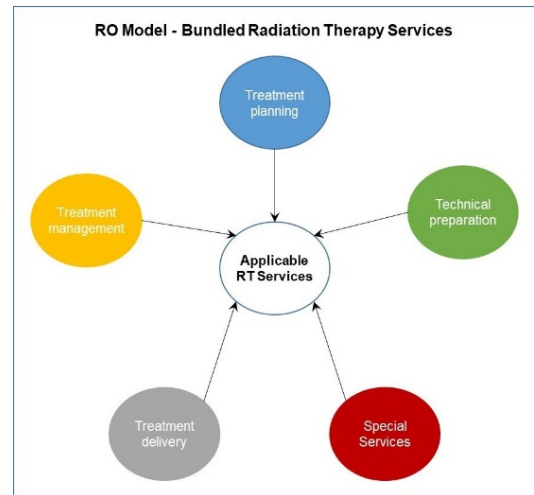 RO Model - Bundled Radiation Therapy Services
Treatment
planning
Treatment
management
Technical
preparation
Applicable
RT Services
Treatment
delivery
Special
Services